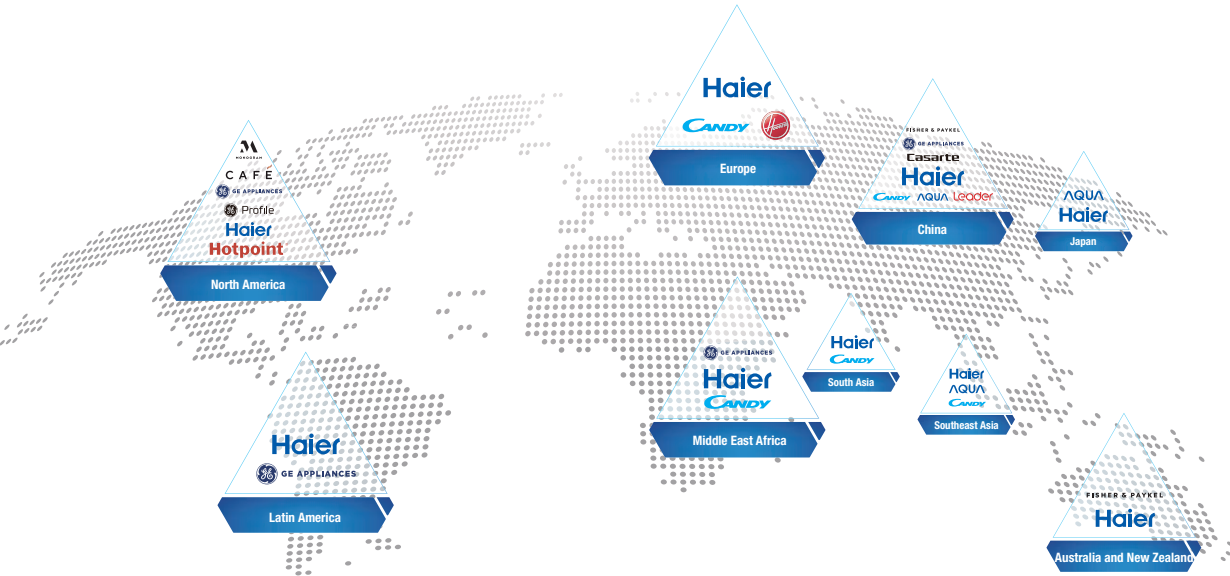 MONOGRAM
CAFE
GE APPLIANCES
Profile
Haier
Hotpoint
North America
Haier
CANDY Hoover
Europe
FISHER & PAYKEL
GE APPLIANCES
Casarte
Haier
CANDY AQUA Leader
China
AQUA
Haier
Japan
GE APPLIANCES
Haier
CANDY
Middle East Africa
Haier
CANDY
South Asia
Haier
AQUA
CANDY
Southeast Asia
Haier
GE APPLIANCES
Latin America
FISHER & PAYKEL
Haier
Australia and New Zealand